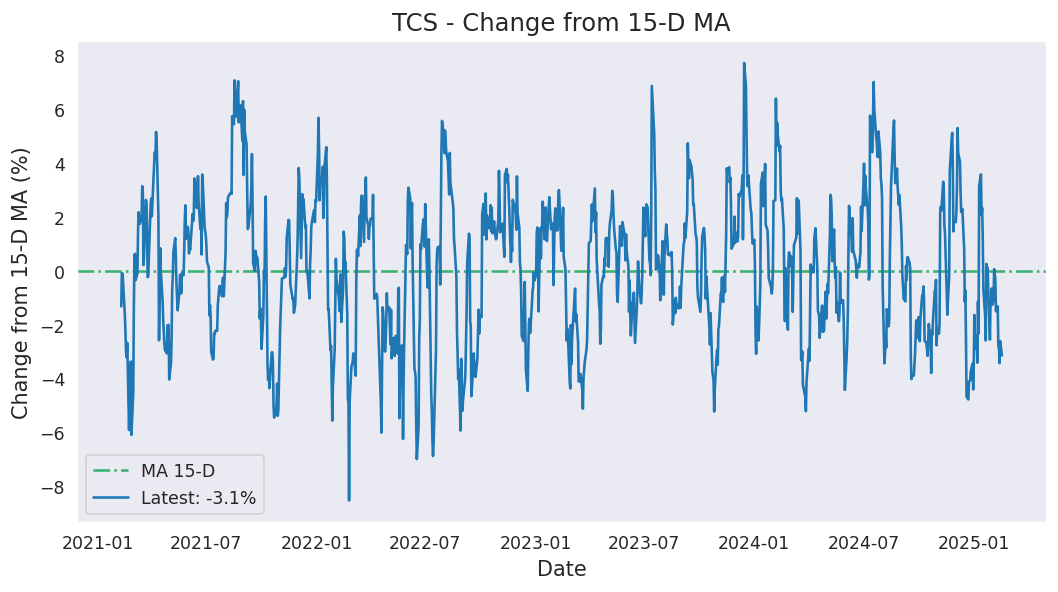 TCS - Change from 15-D MA
Change from 15-D MA (%)
8
6
4
2
0
−2
−4
−6
−8
MA 15-D
Latest: -3.1%
2021-01 2021-07 2022-01 2022-07 2023-01 2023-07 2024-01 2024-07 2025-01
Date